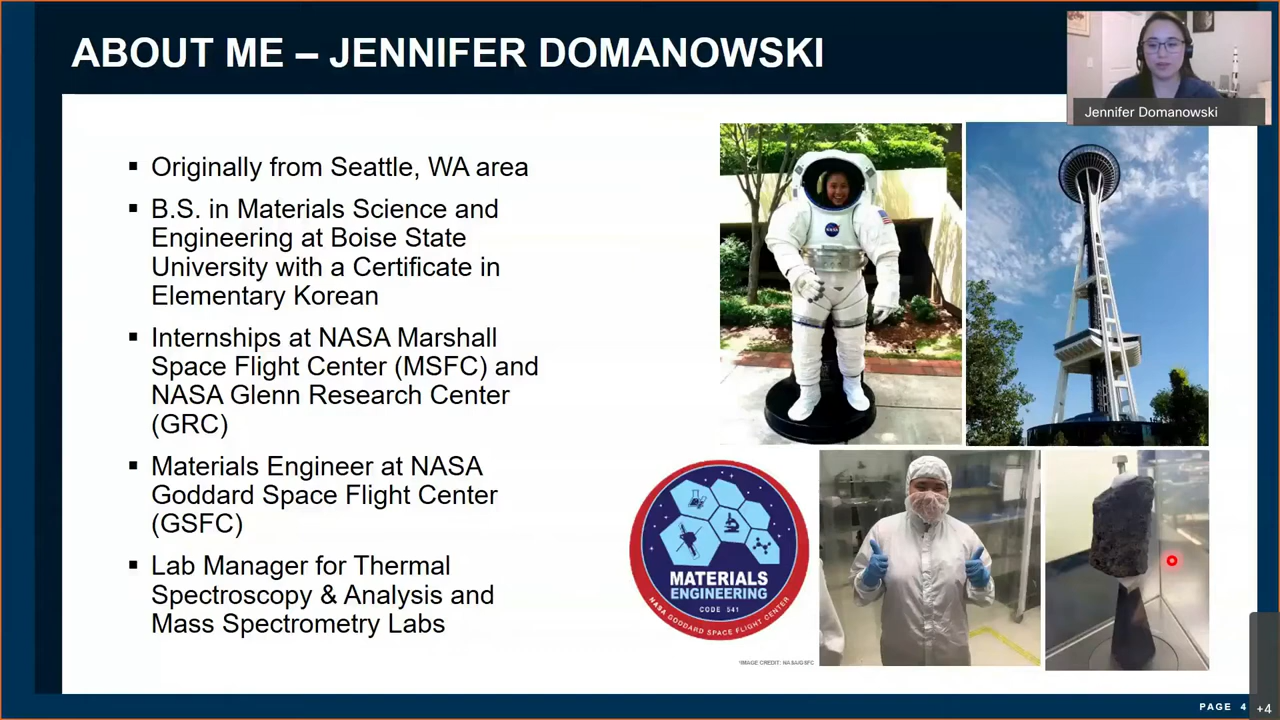 ABOUT ME – JENNIFER DOMANOWSKI
Jennifer Domanowski
▪ Originally from Seattle, WA area
▪ B.S. in Materials Science and
Engineering at Boise State
University with a Certificate in
Elementary Korean
▪ Internships at NASA Marshall
Space Flight Center (MSFC) and
NASA Glenn Research Center
(GRC)
▪ Materials Engineer at NASA
Goddard Space Flight Center
(GSFC)
▪ Lab Manager for Thermal
Spectroscopy & Analysis and
Mass Spectrometry Labs
NASA
MATERIALS
ENGINEERING
CODE 541
NASA GODDARD SPACE FLIGHT CENTER
*IMAGE CREDIT: NASA/GSFC
PAGE 4
+4